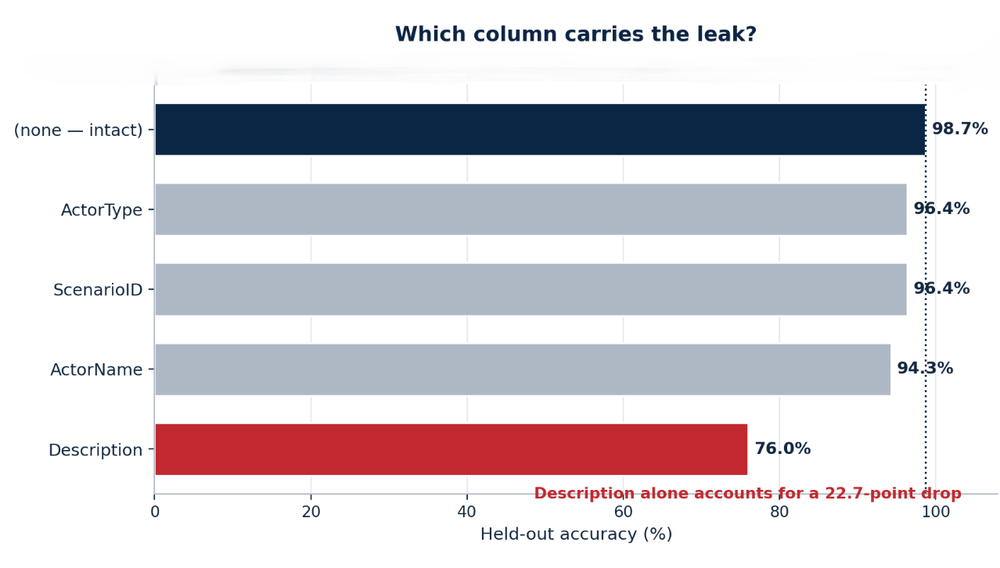 Which column carries the leak?
(none — intact)
98.7%
ActorType
96.4%
ScenarioID
96.4%
ActorName
94.3%
Description
76.0%
Description alone accounts for a 22.7-point drop
0 20 40 60 80 100
Held-out accuracy (%)